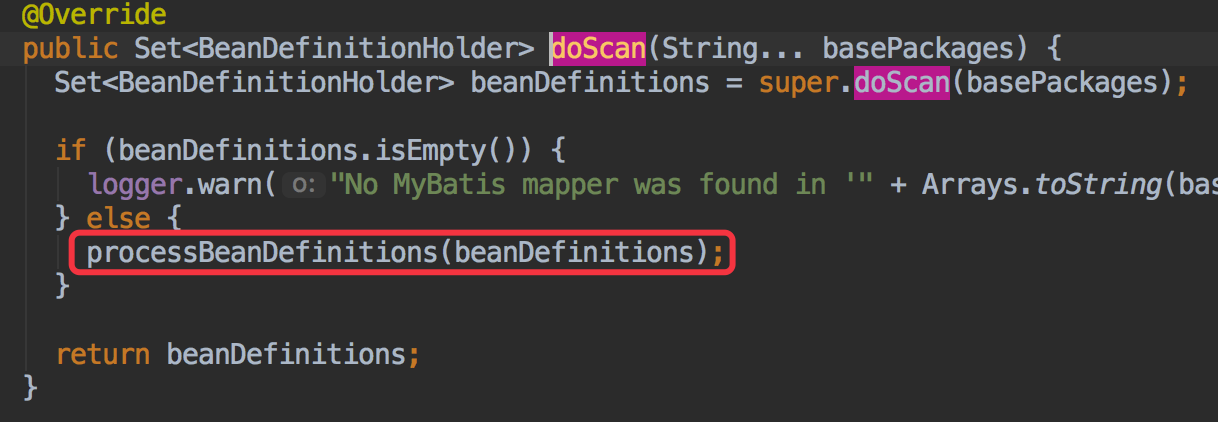 @Override
public Set<BeanDefinitionHolder> doScan(String... basePackages) {
Set<BeanDefinitionHolder> beanDefinitions = super.doScan(basePackages);
if (beanDefinitions.isEmpty()) {
logger.warn( o: "No MyBatis mapper was found in '" + Arrays.toString(bas
} else {
processBeanDefinitions(beanDefinitions);
}
return beanDefinitions;
}